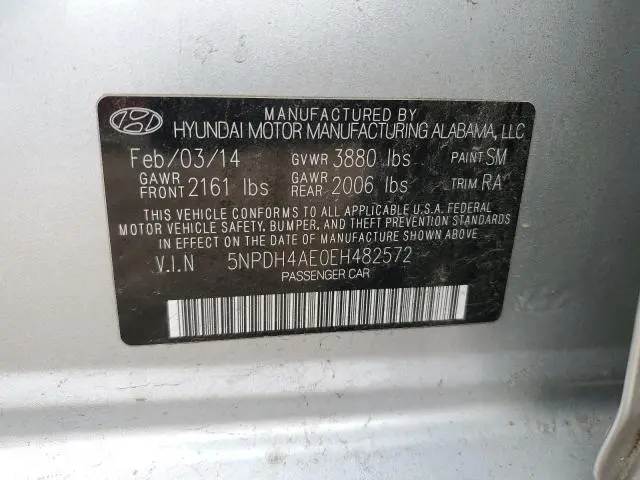 MANUFACTURED BY
HYUNDAI MOTOR MANUFACTURING ALABAMA, LLC
Feb/03/14 GVWR 3880 lbs PAINT SM
GAWR FRONT 2161 lbs GAWR REAR 2006 lbs TRIM RA
THIS VEHICLE CONFORMS TO ALL APPLICABLE U.S.A. FEDERAL
MOTOR VEHICLE SAFETY, BUMPER, AND THEFT PREVENTION STANDARDS
IN EFFECT ON THE DATE OF MANUFACTURE SHOWN ABOVE.
V.I.N 5NPDH4AE0EH482572
PASSENGER CAR